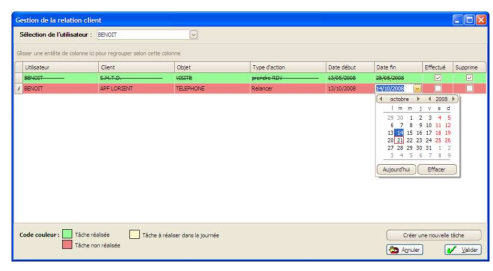 Gestion de la relation client
Sélection de l'utilisateur : BENOIT
Glisser une entête de colonne ici pour regrouper selon cette colonne
Utilisateur Client Objet Type d'action Date début Date fin Effectué Supprimer
BENOIT S.M.T.D. VISITE prendre RDV 13/05/2008 25/05/2008
BENOIT APF LORIENT TELEPHONE Relancer 13/10/2008 14/10/2008
octobre 2008
l m m j v s d
29 30 1 2 3 4 5
6 7 8 9 10 11 12
13 14 15 16 17 18 19
20 21 22 23 24 25 26
27 28 29 30 31 1 2
3 4 5 6 7 8 9
Aujourd'hui Effacer
Code couleur : Tâche réalisée Tâche à réaliser dans la journée
Tâche non réalisée
Créer une nouvelle tâche
Annuler Valider